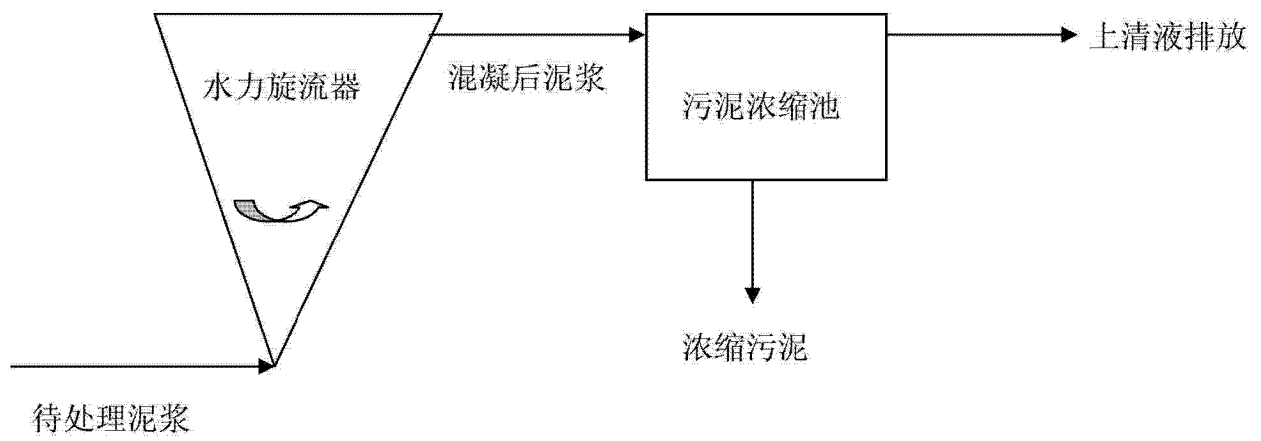 水力旋流器
混凝后泥浆
污泥浓缩池
上清液排放
浓缩污泥
待处理泥浆